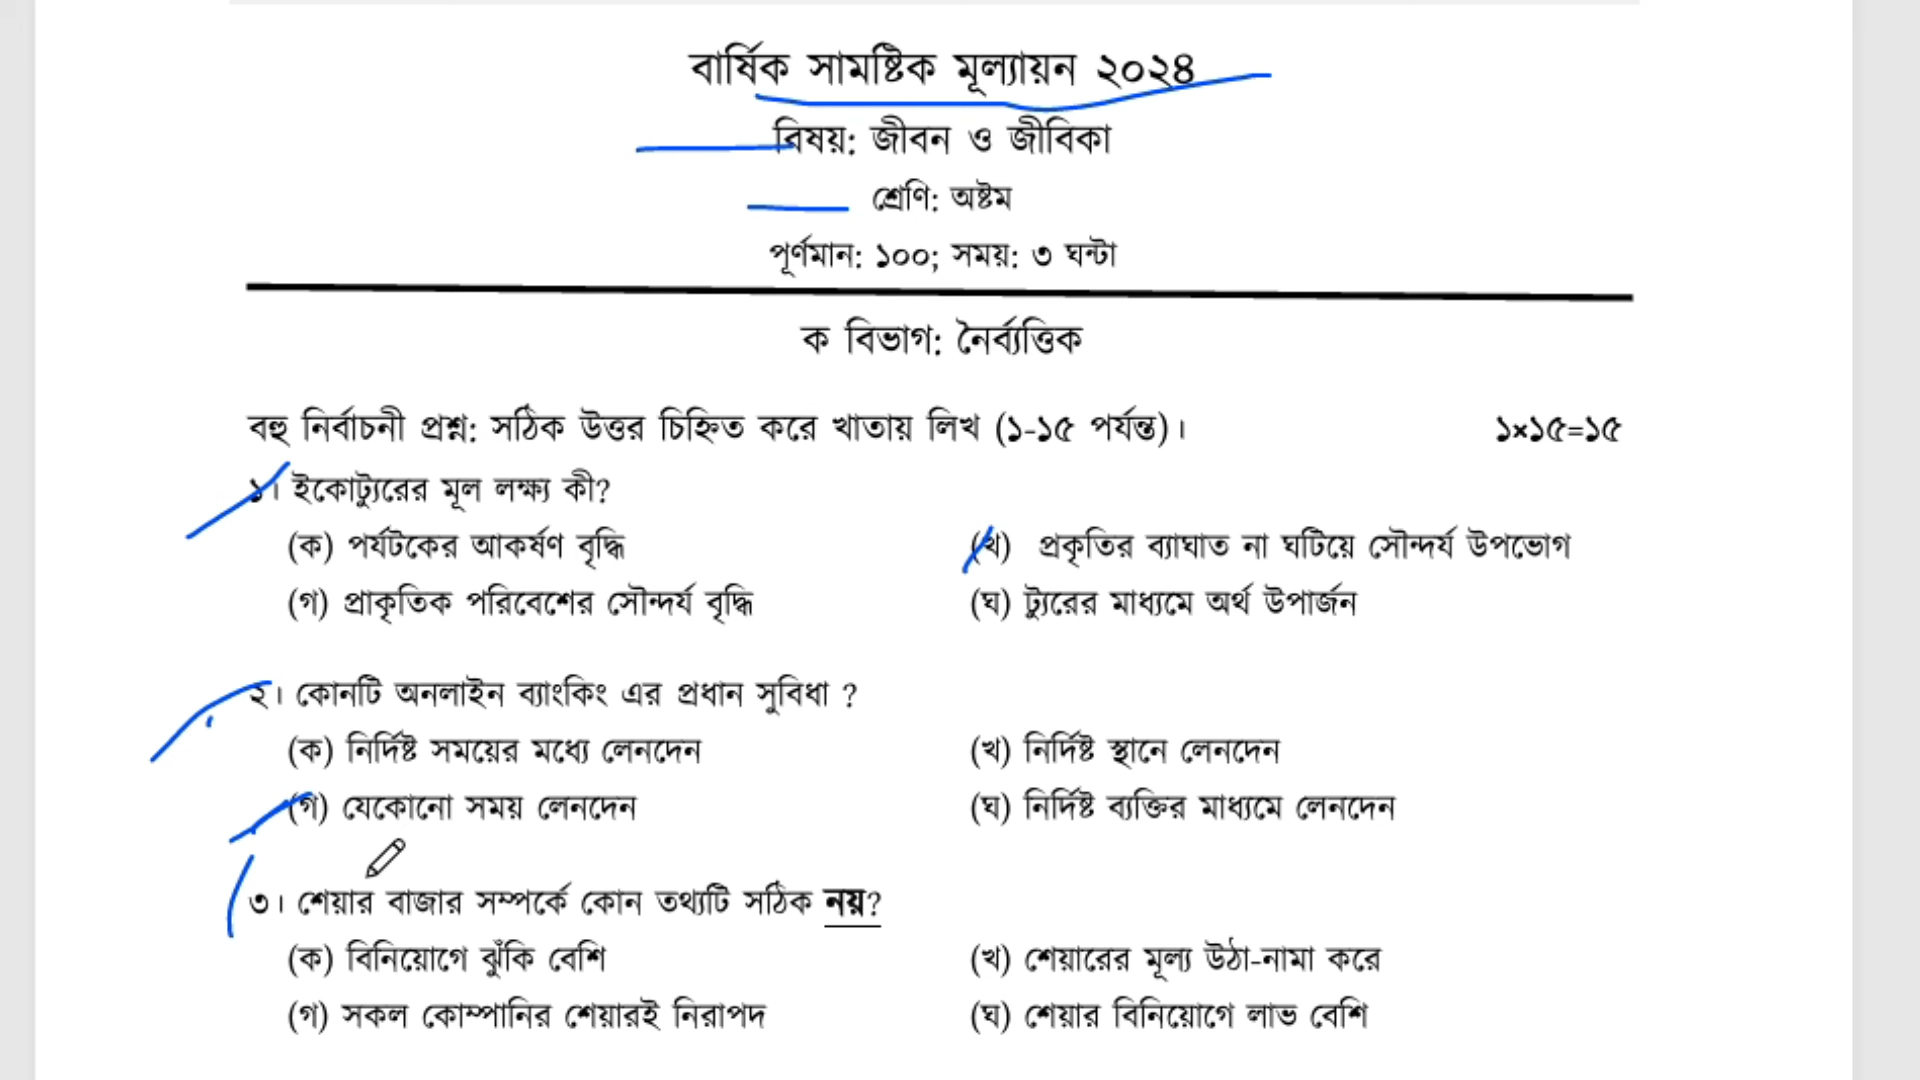 বার্ষিক সামষ্টিক মূল্যায়ন ২০২৪
বিষয়: জীবন ও জীবিকা
শ্রেণি: অষ্টম
পূর্ণমান: ১০০; সময়: ৩ ঘন্টা
ক বিভাগ: নৈর্ব্যত্তিক
বহু নির্বাচনী প্রশ্ন: সঠিক উত্তর চিহ্নিত করে খাতায় লিখ (১-১৫ পর্যন্ত)। ১×১৫=১৫
১। ইকোট্যুরের মূল লক্ষ্য কী?
(ক) পর্যটকের আকর্ষণ বৃদ্ধি (খ) প্রকৃতির ব্যাঘাত না ঘটিয়ে সৌন্দর্য উপভোগ
(গ) প্রাকৃতিক পরিবেশের সৌন্দর্য বৃদ্ধি (ঘ) ট্যুরের মাধ্যমে অর্থ উপার্জন
২। কোনটি অনলাইন ব্যাংকিং এর প্রধান সুবিধা ?
(ক) নির্দিষ্ট সময়ের মধ্যে লেনদেন (খ) নির্দিষ্ট স্থানে লেনদেন
(গ) যেকোনো সময় লেনদেন (ঘ) নির্দিষ্ট ব্যক্তির মাধ্যমে লেনদেন
৩। শেয়ার বাজার সম্পর্কে কোন তথ্যটি সঠিক নয়?
(ক) বিনিয়োগে ঝুঁকি বেশি (খ) শেয়ারের মূল্য উঠা-নামা করে
(গ) সকল কোম্পানির শেয়ারই নিরাপদ (ঘ) শেয়ার বিনিয়োগে লাভ বেশি